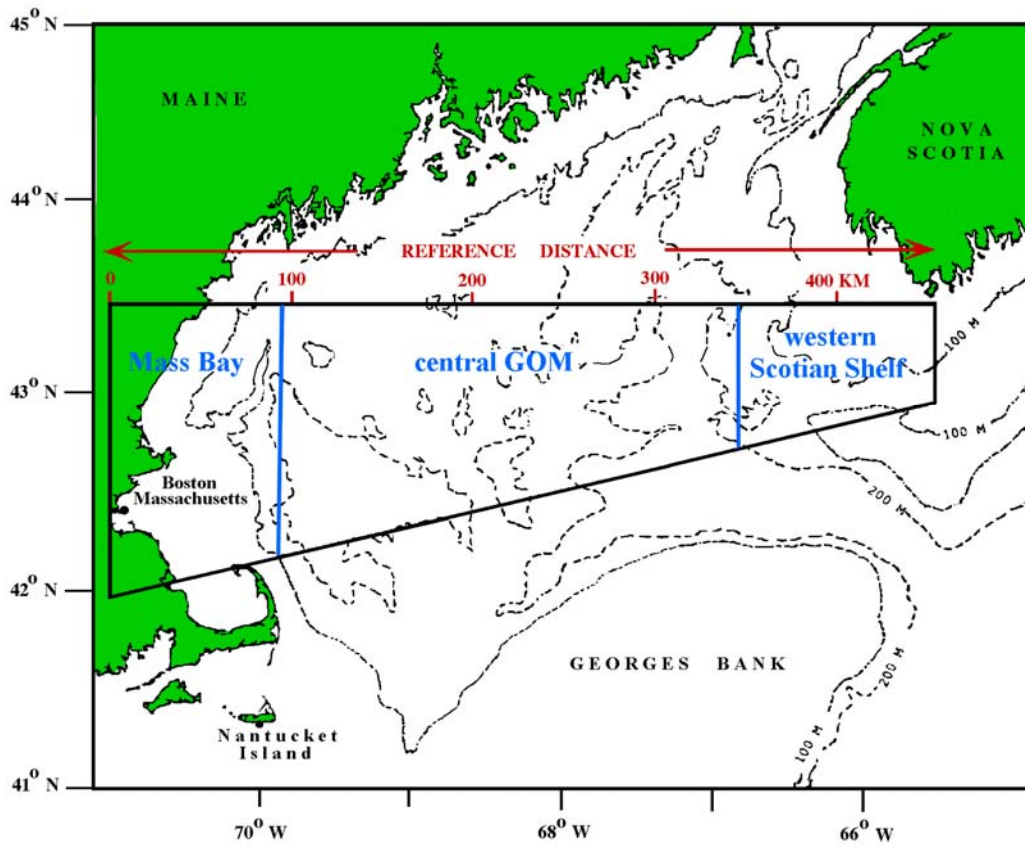 45° N
MAINE
NOVA
SCOTIA
44° N
REFERENCE DISTANCE
0 100 200 300 400 KM
Mass Bay
central GOM
western
Scotian Shelf
100 M
43° N
100 M
Boston
Massachusetts
200 M
42° N
GEORGES BANK
200 M
100 M
Nantucket
Island
41° N
70° W 68° W 66° W